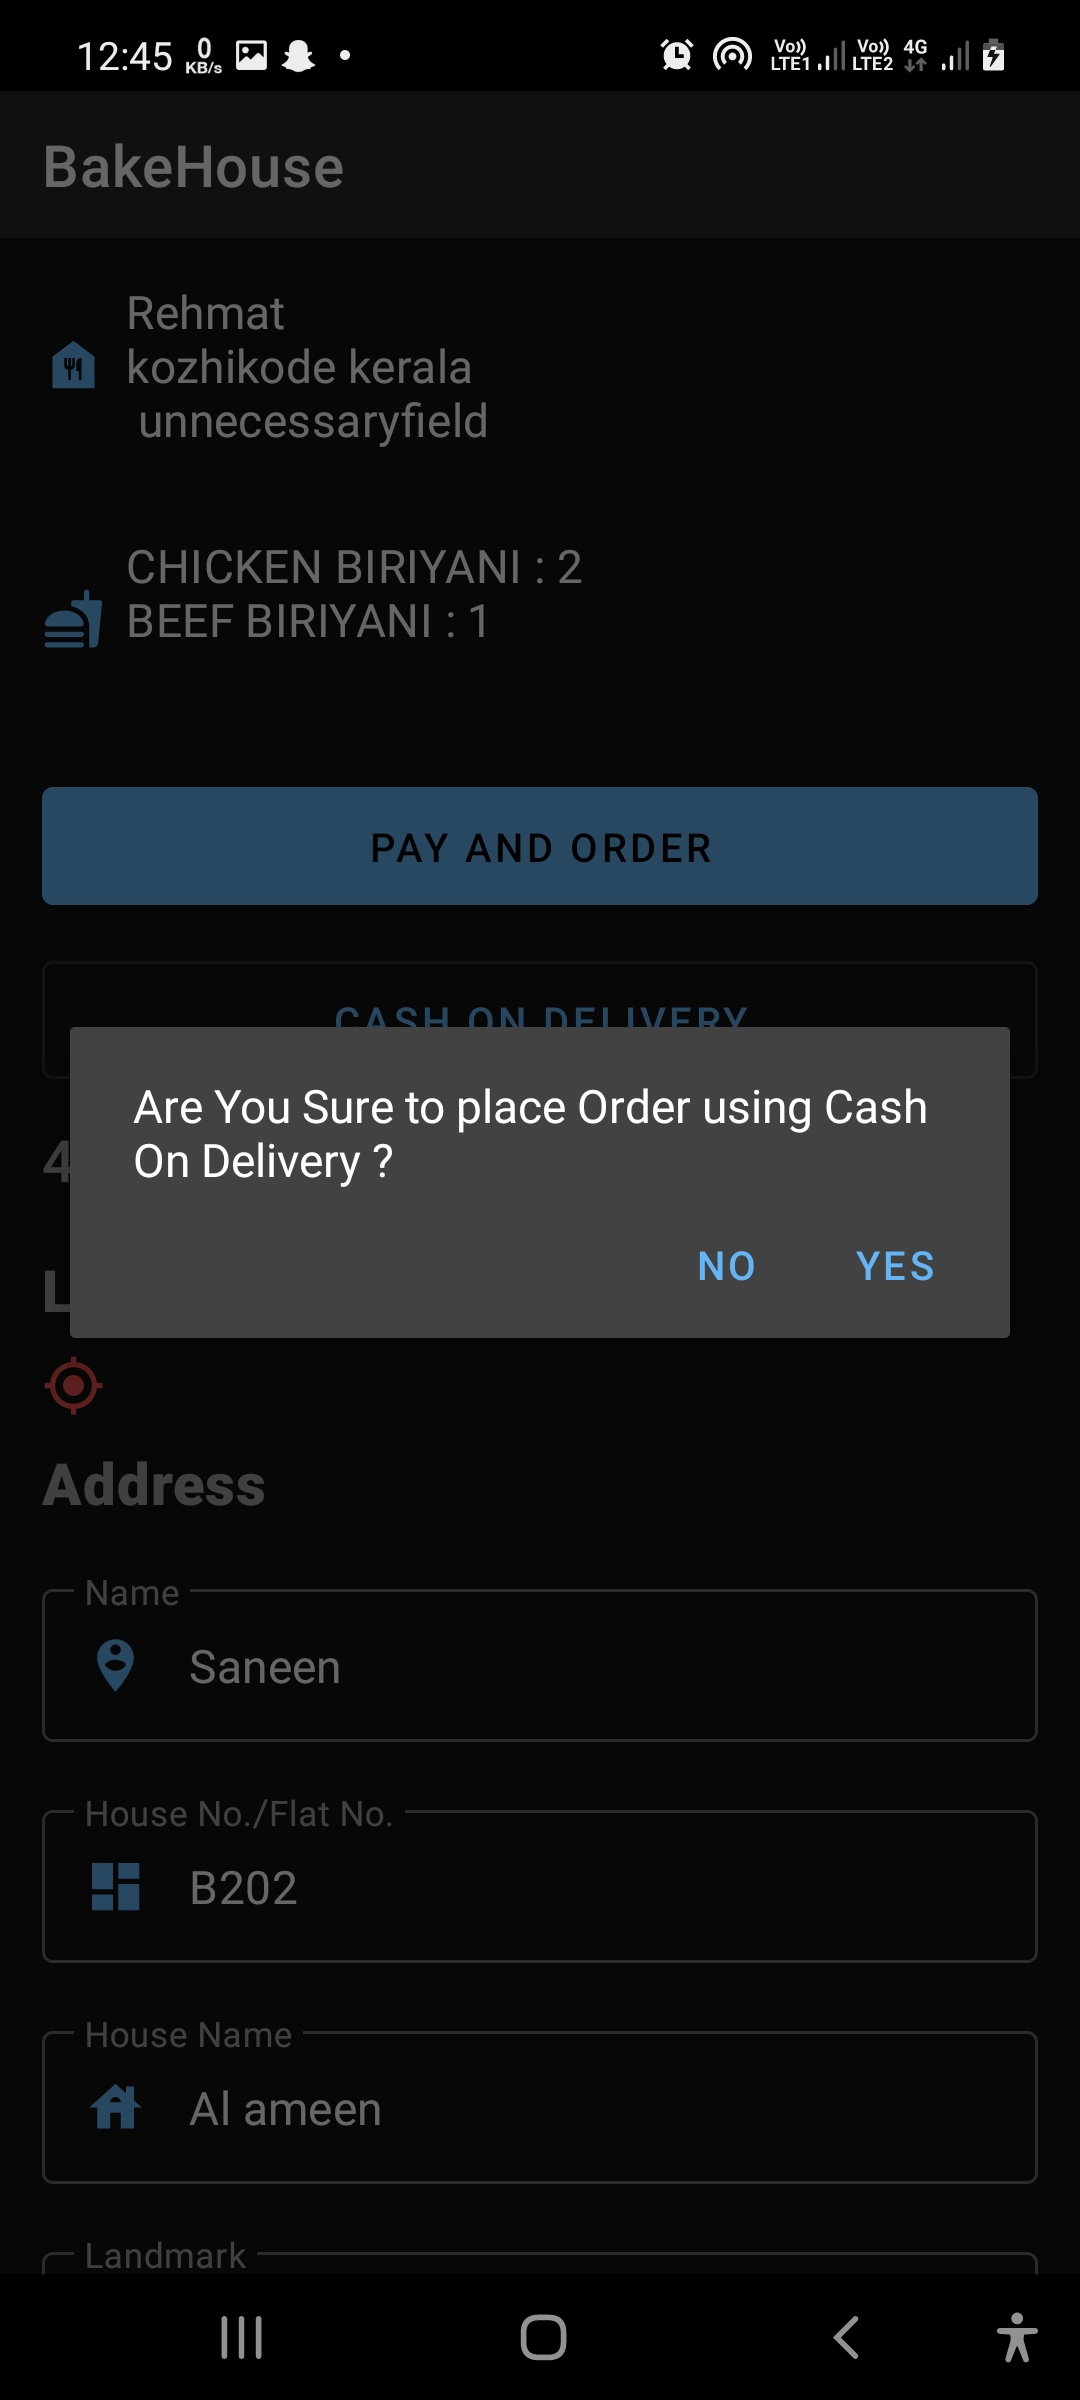 12:45
0
KB/s
Vo))
LTE1
Vo))
LTE2
4G
BakeHouse
Rehmat
kozhikode kerala
unnecessaryfield
CHICKEN BIRIYANI : 2
BEEF BIRIYANI : 1
PAY AND ORDER
CASH ON DELIVERY
Are You Sure to place Order using Cash
On Delivery ?
NO
YES
Address
Name
Saneen
House No./Flat No.
B202
House Name
Al ameen
Landmark